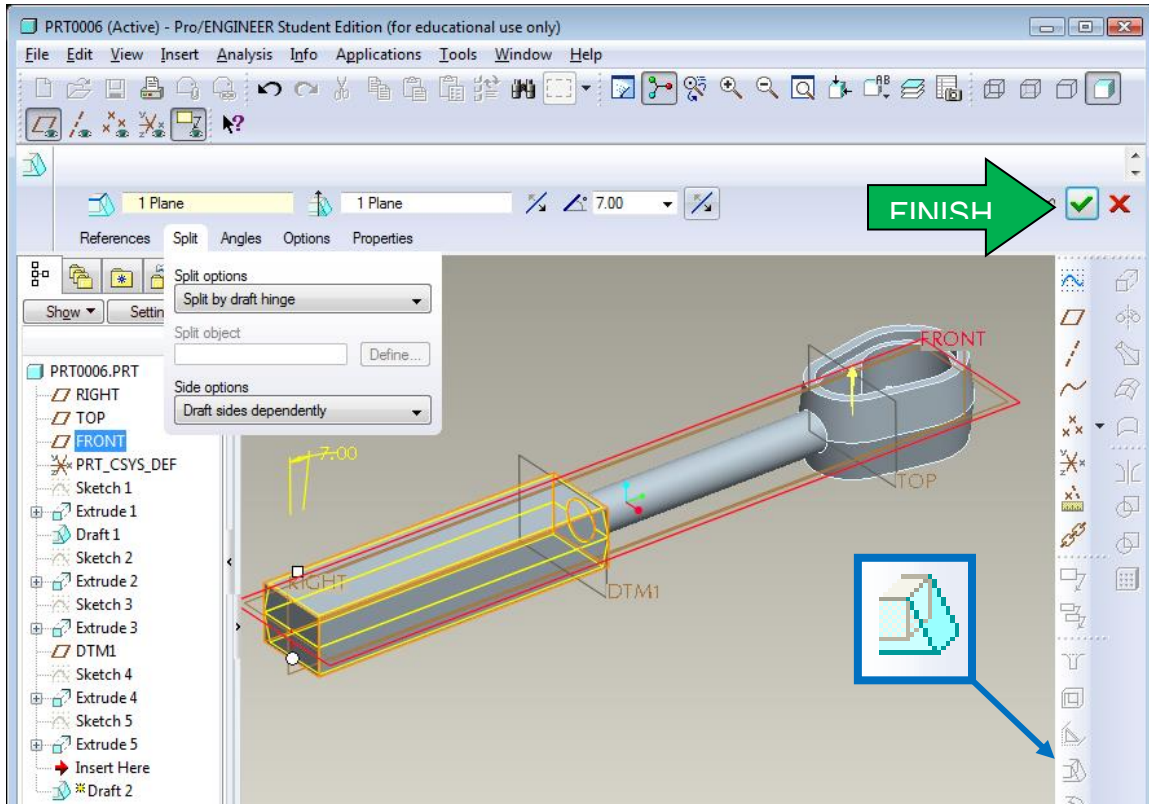 PRT0006 (Active) - Pro/ENGINEER Student Edition (for educational use only)
File Edit View Insert Analysis Info Applications Tools Window Help
1 Plane 1 Plane 7.00
FINISH
References Split Angles Options Properties
Split options
Split by draft hinge
Show Settin
Split object
Define...
Side options
Draft sides dependently
PRT0006.PRT
RIGHT
TOP
FRONT
PRT_CSYS_DEF
Sketch 1
Extrude 1
Draft 1
Sketch 2
Extrude 2
Sketch 3
Extrude 3
DTM1
Sketch 4
Extrude 4
Sketch 5
Extrude 5
Insert Here
Draft 2
FRONT
7.00
TOP
RIGHT
DTM1